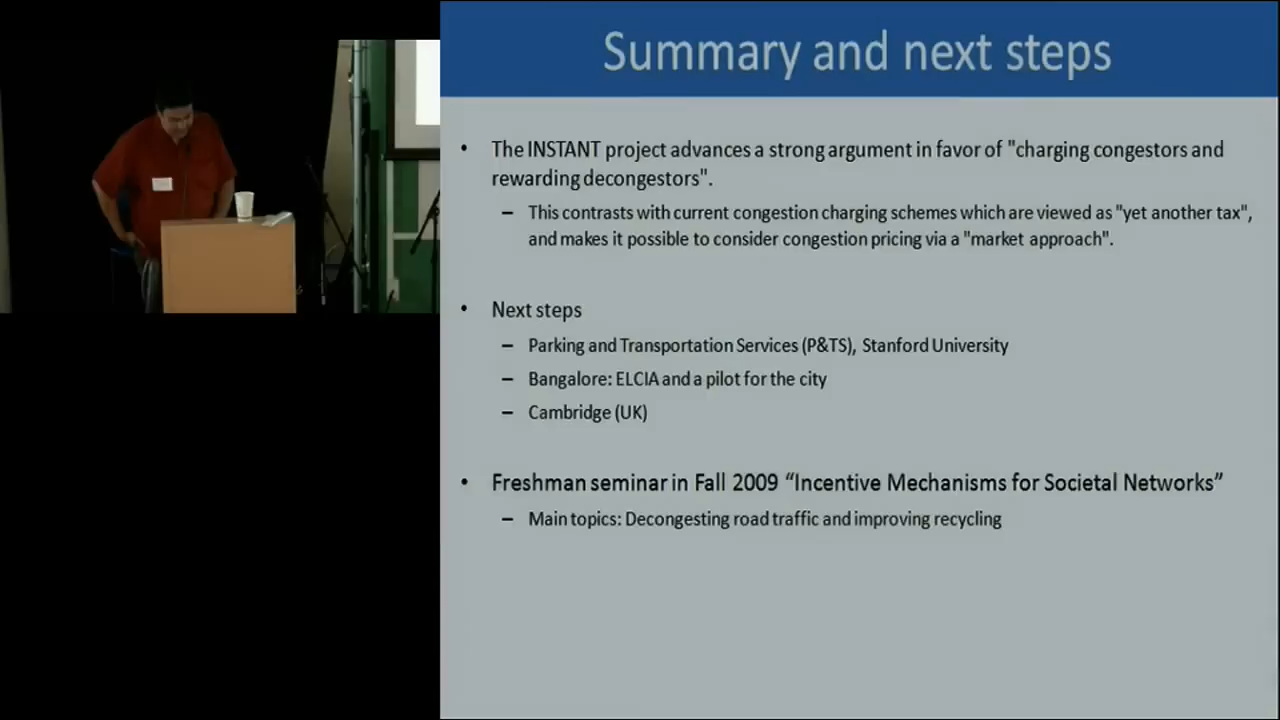 Summary and next steps
• The INSTANT project advances a strong argument in favor of "charging congestors and
rewarding decongestors".
– This contrasts with current congestion charging schemes which are viewed as "yet another tax",
and makes it possible to consider congestion pricing via a "market approach".
• Next steps
– Parking and Transportation Services (P&TS), Stanford University
– Bangalore: ELCIA and a pilot for the city
– Cambridge (UK)
• Freshman seminar in Fall 2009 “Incentive Mechanisms for Societal Networks”
– Main topics: Decongesting road traffic and improving recycling